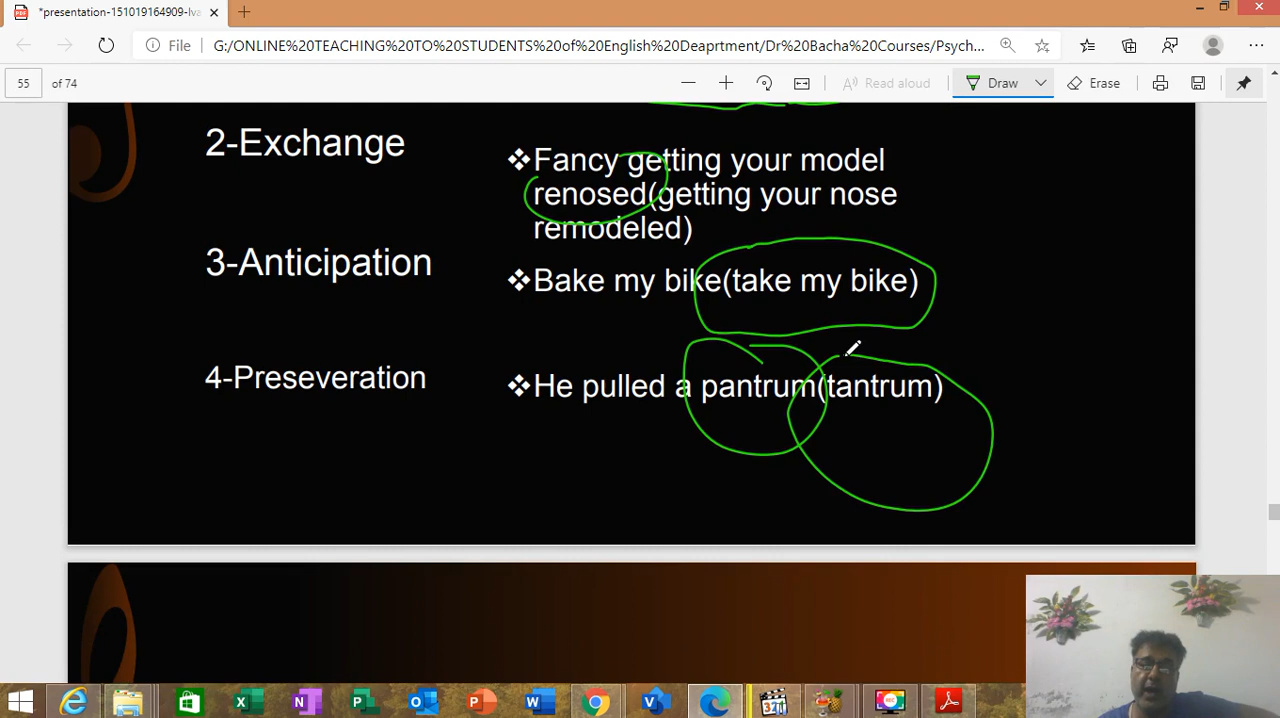 *presentation-151019164909-lva
File
G:/ONLINE%20TEACHING%20TO%20STUDENTS%20of%20English%20Deaprtment/Dr%20Bacha%20Courses/Psych...
55 of 74
Read aloud
Draw
Erase
2-Exchange
❖Fancy getting your model
renosed(getting your nose
remodeled)
3-Anticipation
❖Bake my bike(take my bike)
4-Preseveration
❖He pulled a pantrum(tantrum)